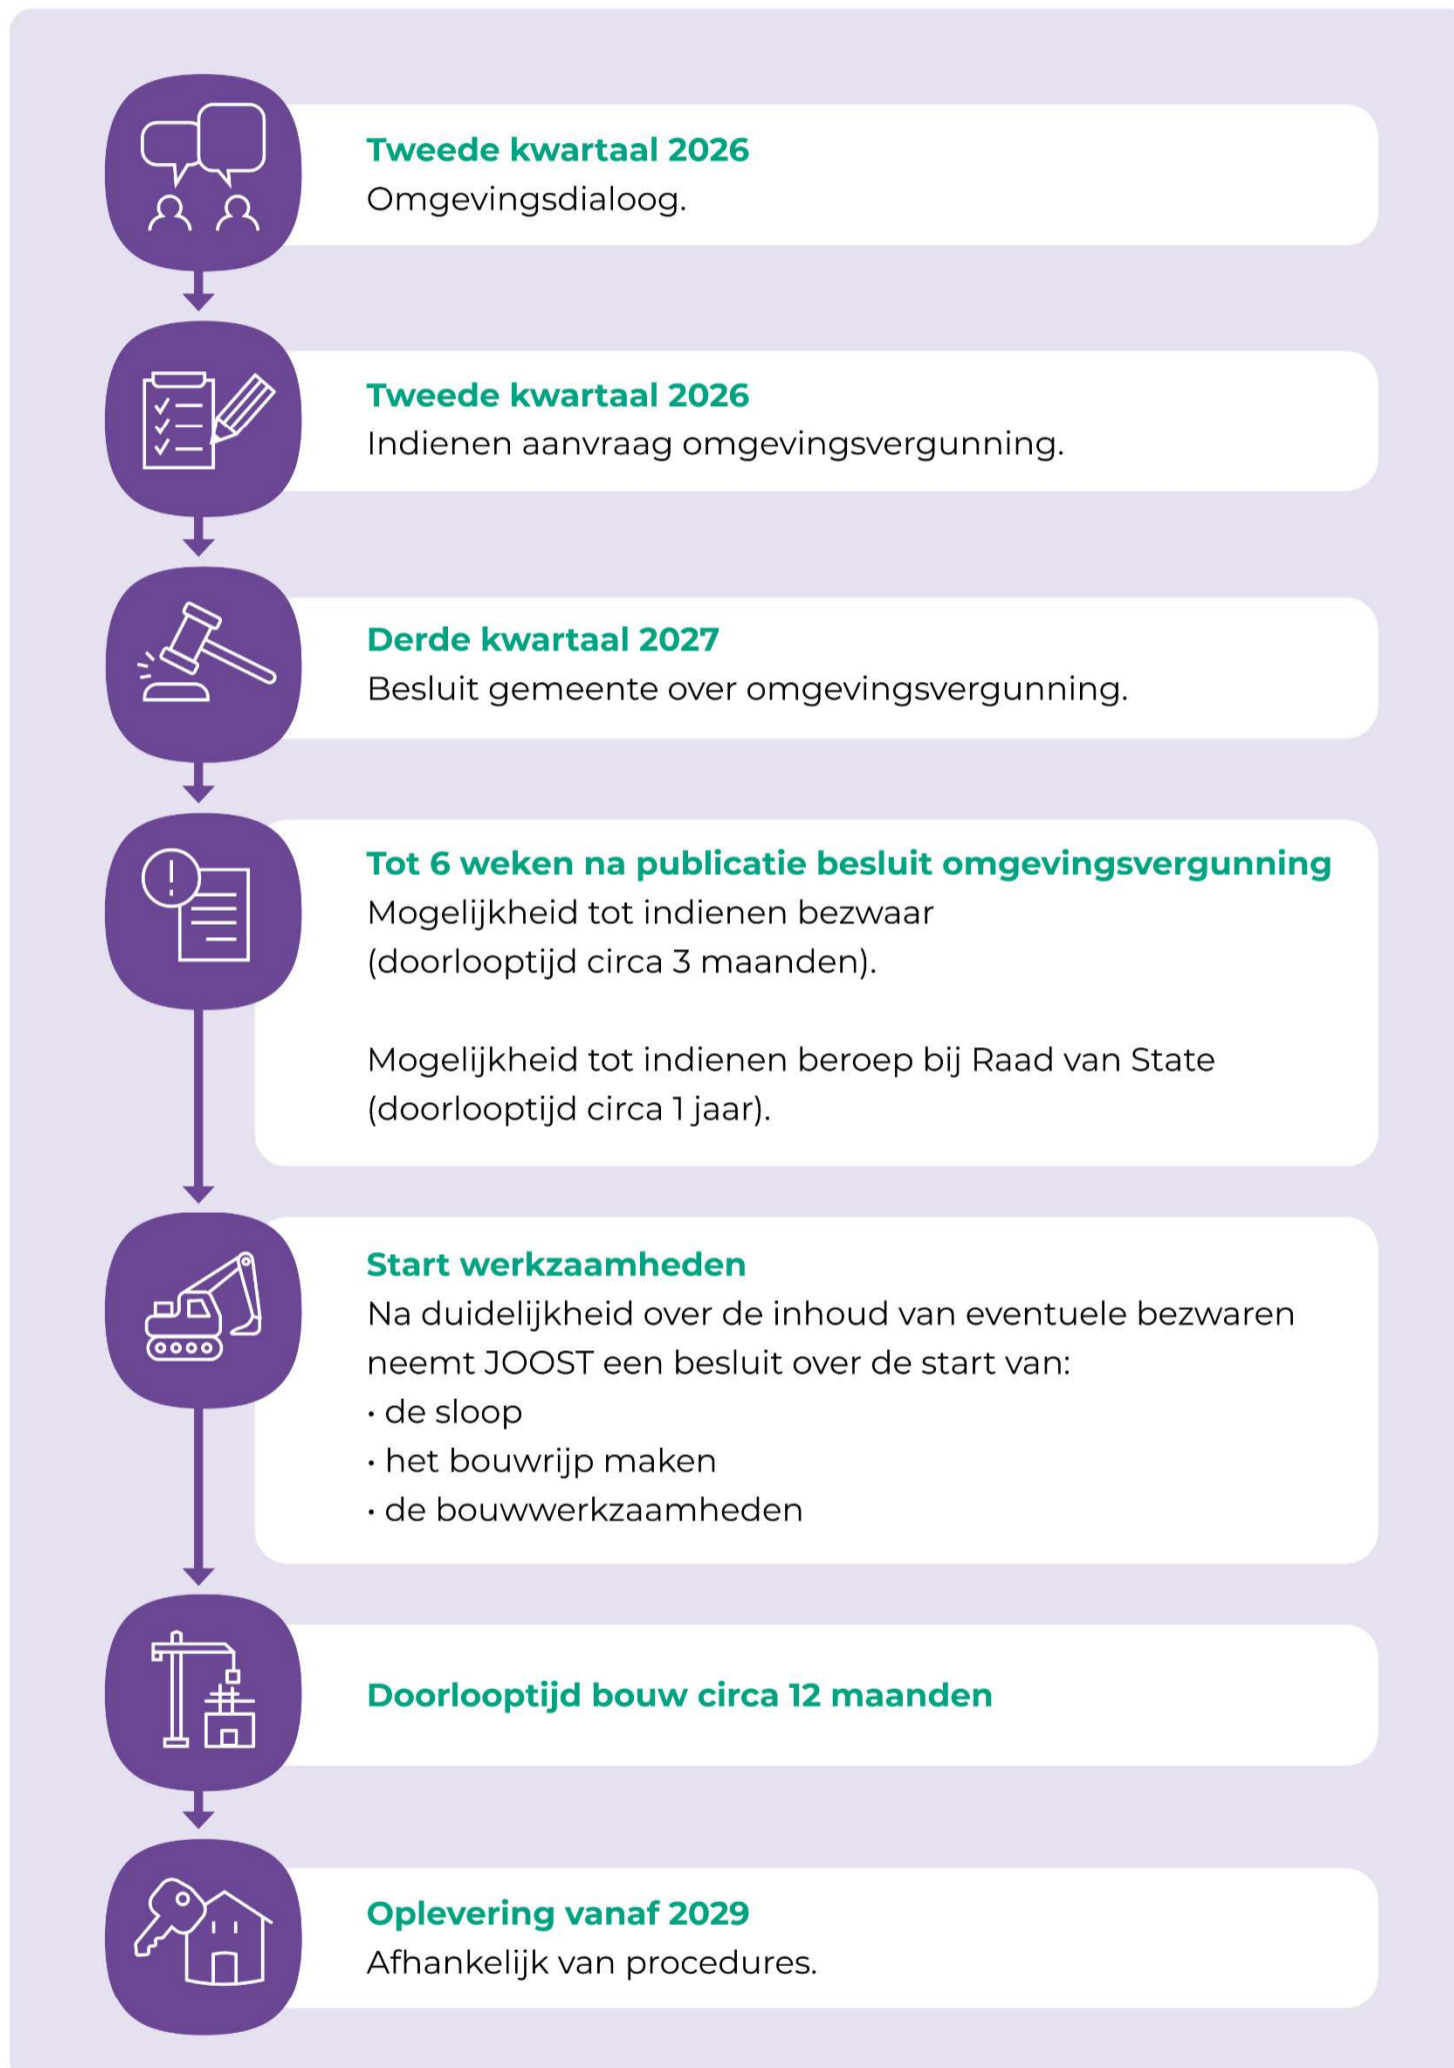 Tweede kwartaal 2026
Omgevingsdialoog.
Tweede kwartaal 2026
Indienen aanvraag omgevingsvergunning.
Derde kwartaal 2027
Besluit gemeente over omgevingsvergunning.
Tot 6 weken na publicatie besluit omgevingsvergunning
Mogelijkheid tot indienen bezwaar
(doorlooptijd circa 3 maanden).
Mogelijkheid tot indienen beroep bij Raad van State
(doorlooptijd circa 1 jaar).
Start werkzaamheden
Na duidelijkheid over de inhoud van eventuele bezwaren
neemt JOOST een besluit over de start van:
• de sloop
• het bouwrijp maken
• de bouwwerkzaamheden
Doorlooptijd bouw circa 12 maanden
Oplevering vanaf 2029
Afhankelijk van procedures.